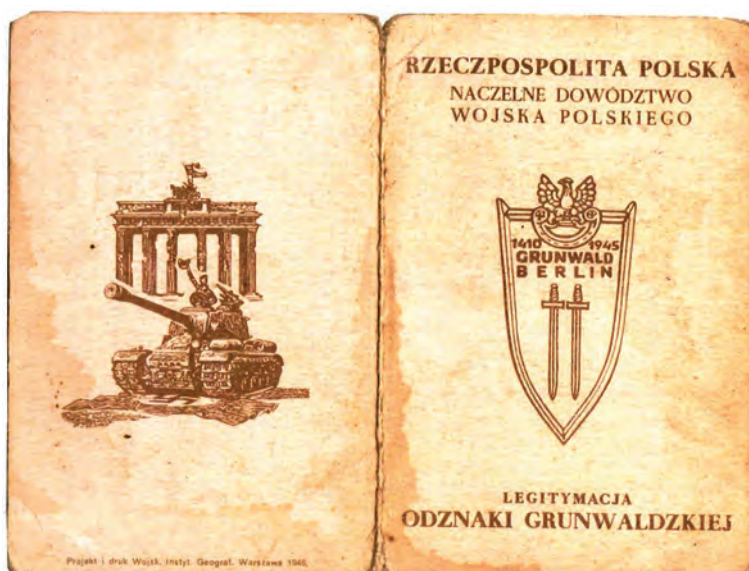 Projekt i druk Wojsk. Instyt. Geograf. Warszawa 1946.
RZECZPOSPOLITA POLSKA
NACZELNE DOWÓDZTWO
WOJSKA POLSKIEGO
1410 1945
GRUNWALD
BERLIN
LEGITYMACJA
ODZNAKI GRUNWALDZKIEJ